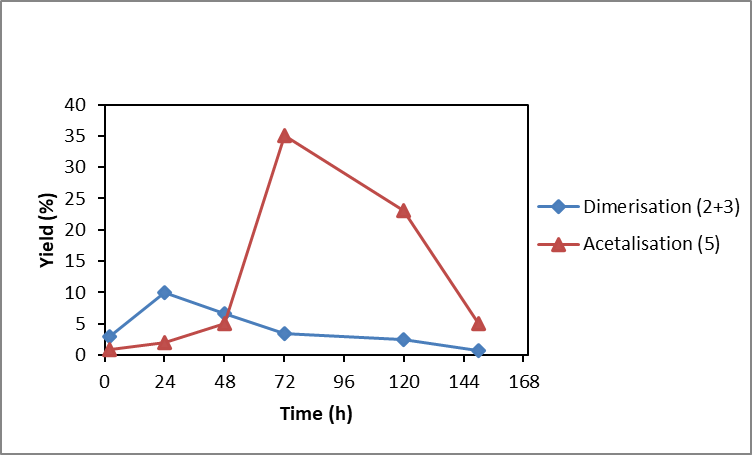 40
35
30
25
20
15
10
5
0
Yield (%)
0 24 48 72 96 120 144 168
Time (h)
Dimerisation (2+3)
Acetalisation (5)